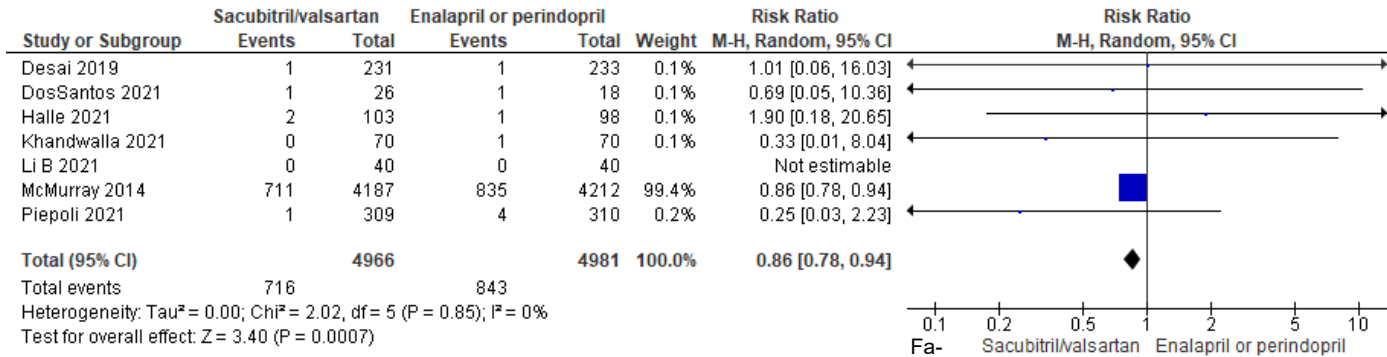 Sacubitril/valsartan Enalapril or perindopril Risk Ratio Risk Ratio
Study or Subgroup Events Total Events Total Weight M-H, Random, 95% CI M-H, Random, 95% CI
Desai 2019 1 231 1 233 0.1% 1.01 [0.06, 16.03]
DosSantos 2021 1 26 1 18 0.1% 0.69 [0.05, 10.36]
Halle 2021 2 103 1 98 0.1% 1.90 [0.18, 20.65]
Khandwalla 2021 0 70 1 70 0.1% 0.33 [0.01, 8.04]
Li B 2021 0 40 0 40 Not estimable
McMurray 2014 711 4187 835 4212 99.4% 0.86 [0.78, 0.94]
Piepoli 2021 1 309 4 310 0.2% 0.25 [0.03, 2.23]
Total (95% CI) 4966 4981 100.0% 0.86 [0.78, 0.94]
Total events 716 843
Heterogeneity: Tau² = 0.00; Chi² = 2.02, df = 5 (P = 0.85); I² = 0%
Test for overall effect: Z = 3.40 (P = 0.0007)
0.1 0.2 0.5 1 2 5 10
Fa- Sacubitril/valsartan Enalapril or perindopril